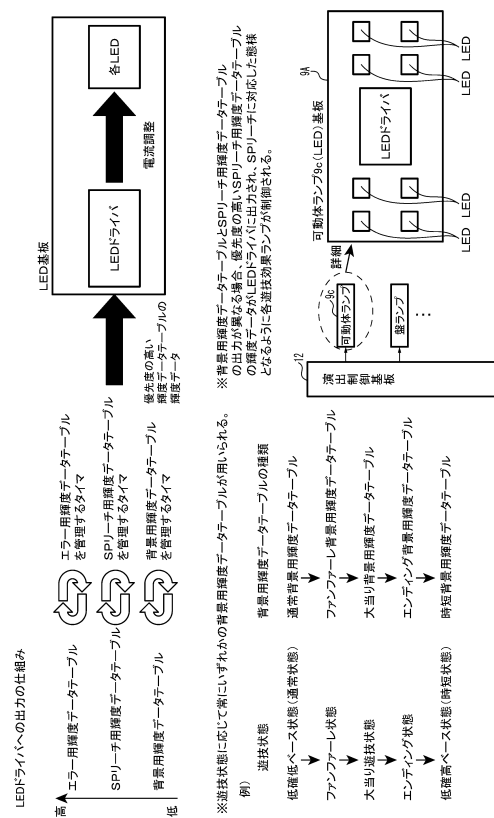 LEDドライバへの出力の仕組み
高
エラー用輝度データテーブル
SPリーチ用輝度データテーブル
背景用輝度データテーブル
低
エラー用輝度データテーブル
を管理するタイマ
SPリーチ用輝度データテーブル
を管理するタイマ
背景用輝度データテーブル
を管理するタイマ
優先度の高い
輝度データテーブルの
輝度データ
LED基板
LEDドライバ
電流調整
各LED
※遊技状態に応じて常にいずれかの背景用輝度データテーブルが用いられる。
例)
遊技状態
低確低ベース状態(通常状態)
ファンファーレ状態
大当り遊技状態
エンディング状態
低確高ベース状態(時短状態)
背景用輝度データテーブルの種類
通常背景用輝度データテーブル
ファンファーレ背景用輝度データテーブル
大当り背景用輝度データテーブル
エンディング背景用輝度データテーブル
時短背景用輝度データテーブル
※背景用輝度データテーブルとSPリーチ用輝度データテーブル
の出力が異なる場合、優先度の高いSPリーチ用輝度データテーブル
の輝度データがLEDドライバに出力され、SPリーチに対応した態様
となるように各遊技効果ランプが制御される。
12
演出制御基板
9c
可動体ランプ
盤ランプ
…
詳細
可動体ランプ9c(LED)基板
9A
LEDドライバ
LED
LED
LED
LED
LED
LED
LED
LED